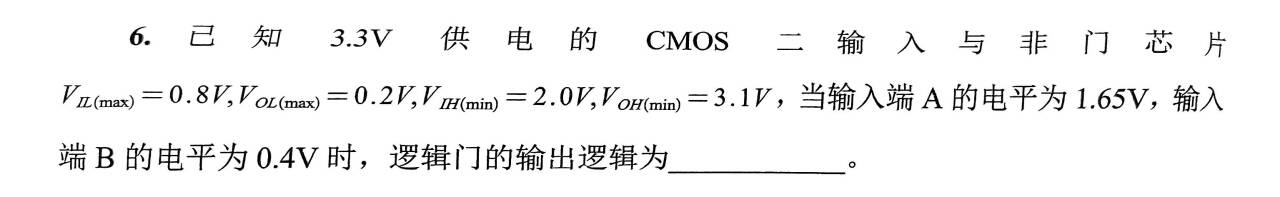 6. 已知 3.3V 供电的 CMOS 二输入与非门芯片
V_{IL(max)}=0.8V,V_{OL(max)}=0.2V,V_{IH(min)}=2.0V,V_{OH(min)}=3.1V，当输入端 A 的电平为 1.65V，输入
端 B 的电平为 0.4V 时，逻辑门的输出逻辑为____________。